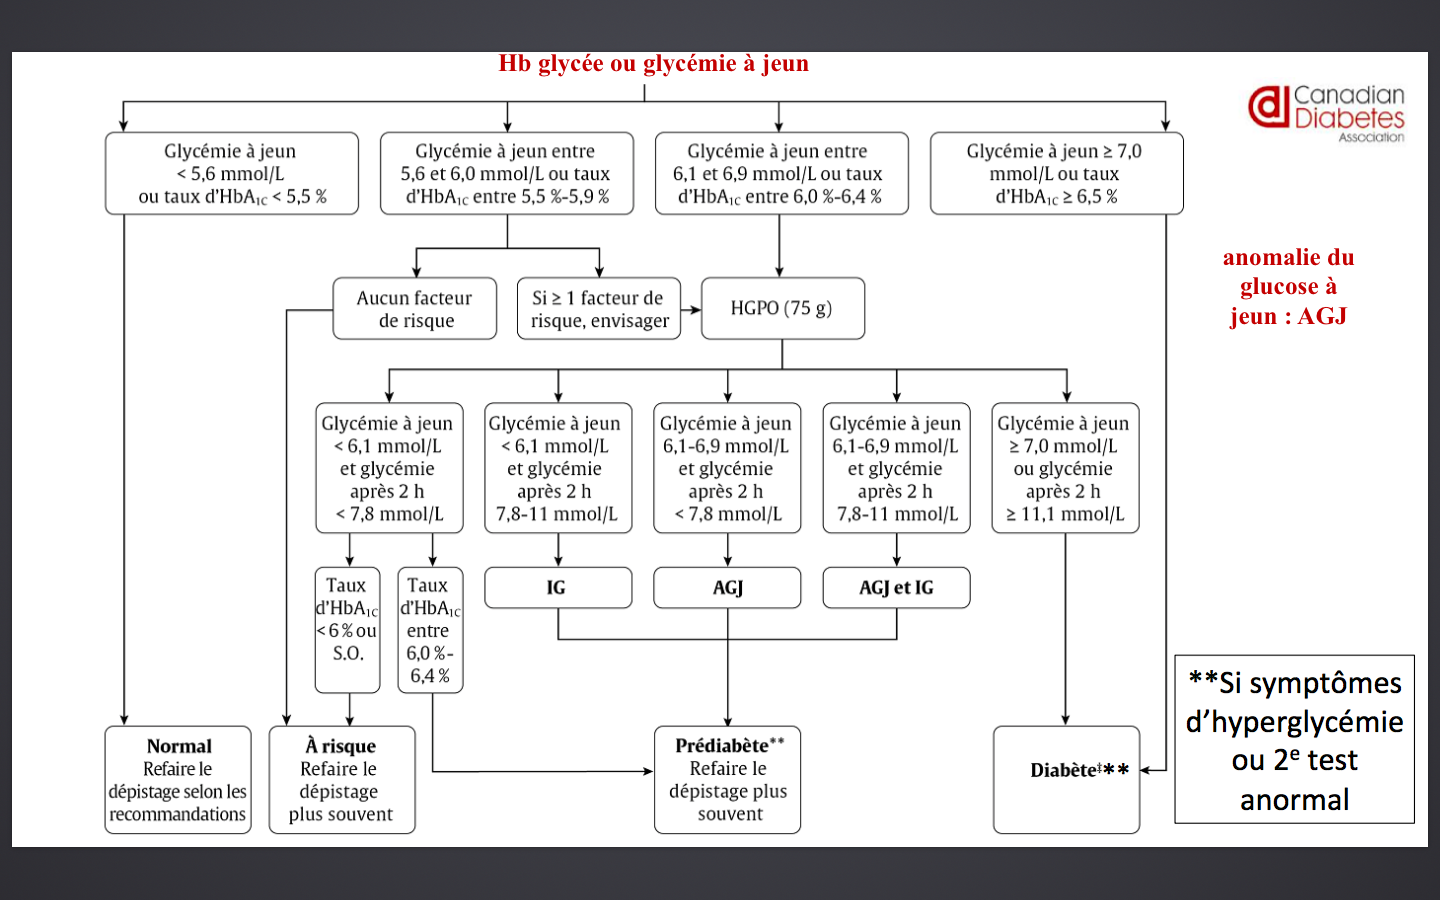 Hb glycée ou glycémie à jeun
Canadian
Diabetes
Association
Glycémie à jeun
< 5,6 mmol/L
ou taux d'HbA1C < 5,5 %
Glycémie à jeun entre
5,6 et 6,0 mmol/L ou taux
d'HbA1C entre 5,5 %-5,9 %
Glycémie à jeun entre
6,1 et 6,9 mmol/L ou taux
d'HbA1C entre 6,0 %-6,4 %
Glycémie à jeun ≥ 7,0
mmol/L ou taux
d'HbA1C ≥ 6,5 %
anomalie du
glucose à
jeun : AGJ
Aucun facteur
de risque
Si ≥ 1 facteur de
risque, envisager
HGPO (75 g)
Glycémie à jeun
< 6,1 mmol/L
et glycémie
après 2 h
< 7,8 mmol/L
Glycémie à jeun
< 6,1 mmol/L
et glycémie
après 2 h
7,8-11 mmol/L
Glycémie à jeun
6,1-6,9 mmol/L
et glycémie
après 2 h
< 7,8 mmol/L
Glycémie à jeun
6,1-6,9 mmol/L
et glycémie
après 2 h
7,8-11 mmol/L
Glycémie à jeun
≥ 7,0 mmol/L
ou glycémie
après 2 h
≥ 11,1 mmol/L
Taux
d'HbA1C
< 6 % ou
S.O.
Taux
d'HbA1C
entre
6,0 %-
6,4 %
IG
AGJ
AGJ et IG
Normal
Refaire le
dépistage selon les
recommandations
À risque
Refaire le
dépistage
plus souvent
Prédiabète**
Refaire le
dépistage plus
souvent
Diabète‡**
**Si symptômes
d'hyperglycémie
ou 2e test
anormal